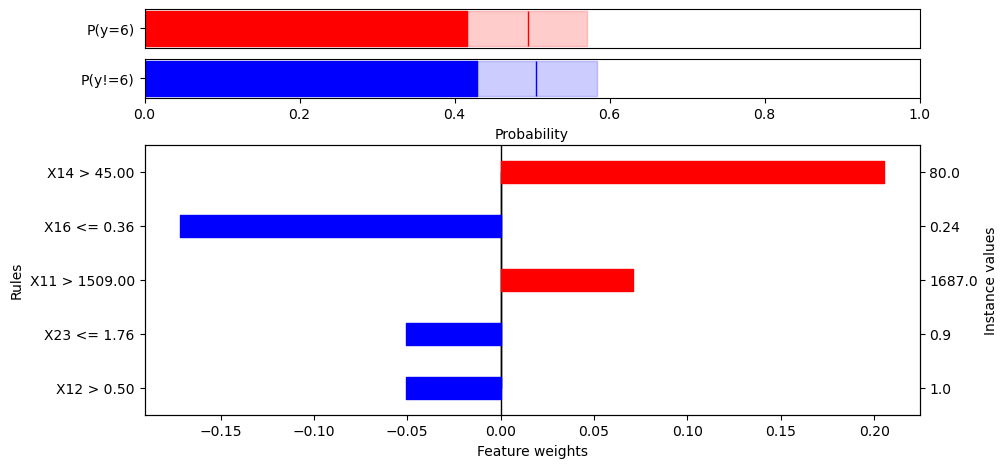 P(y=6)
P(y!=6)
0.0 0.2 0.4 0.6 0.8 1.0
Probability
X14 > 45.00 80.0
X16 <= 0.36 0.24
X11 > 1509.00 1687.0
X23 <= 1.76 0.9
X12 > 0.50 1.0
Rules
Instance values
−0.15 −0.10 −0.05 0.00 0.05 0.10 0.15 0.20
Feature weights